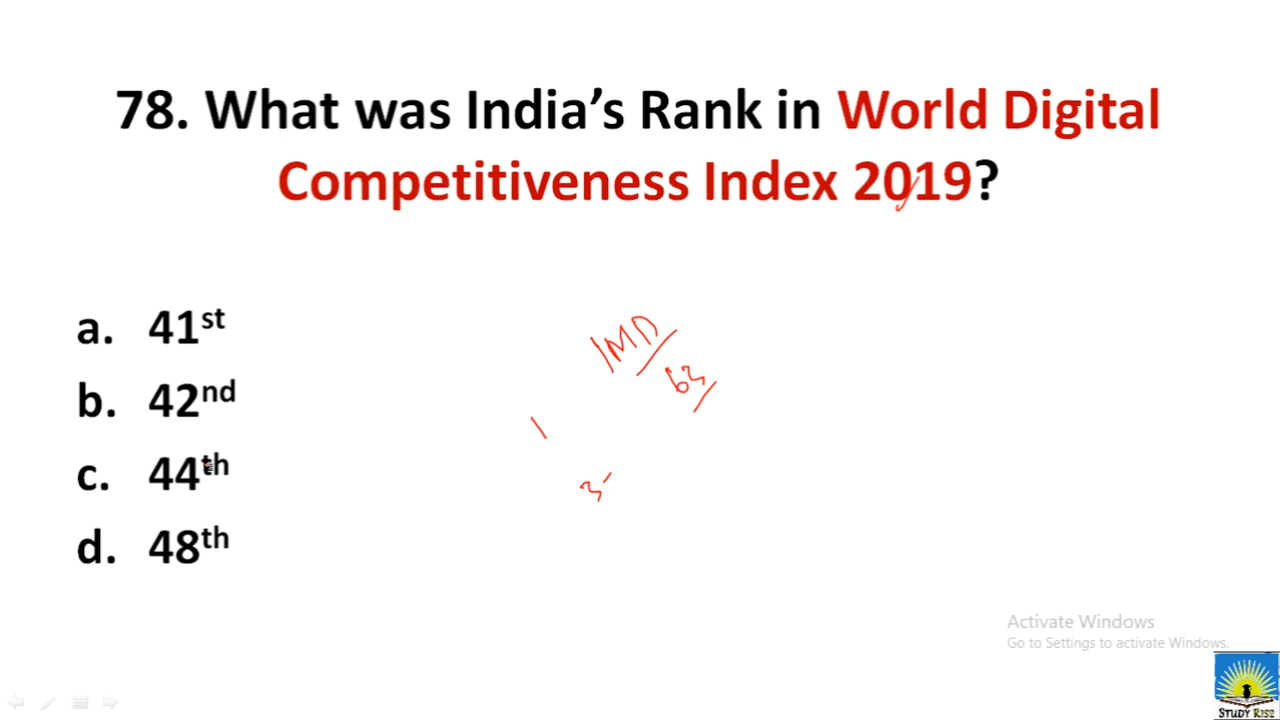 78. What was India’s Rank in World Digital
Competitiveness Index 2019?
a. 41st
b. 42nd
c. 44th
d. 48th
IMD
63
1
Activate Windows
Go to Settings to activate Windows.
STUDY RISE